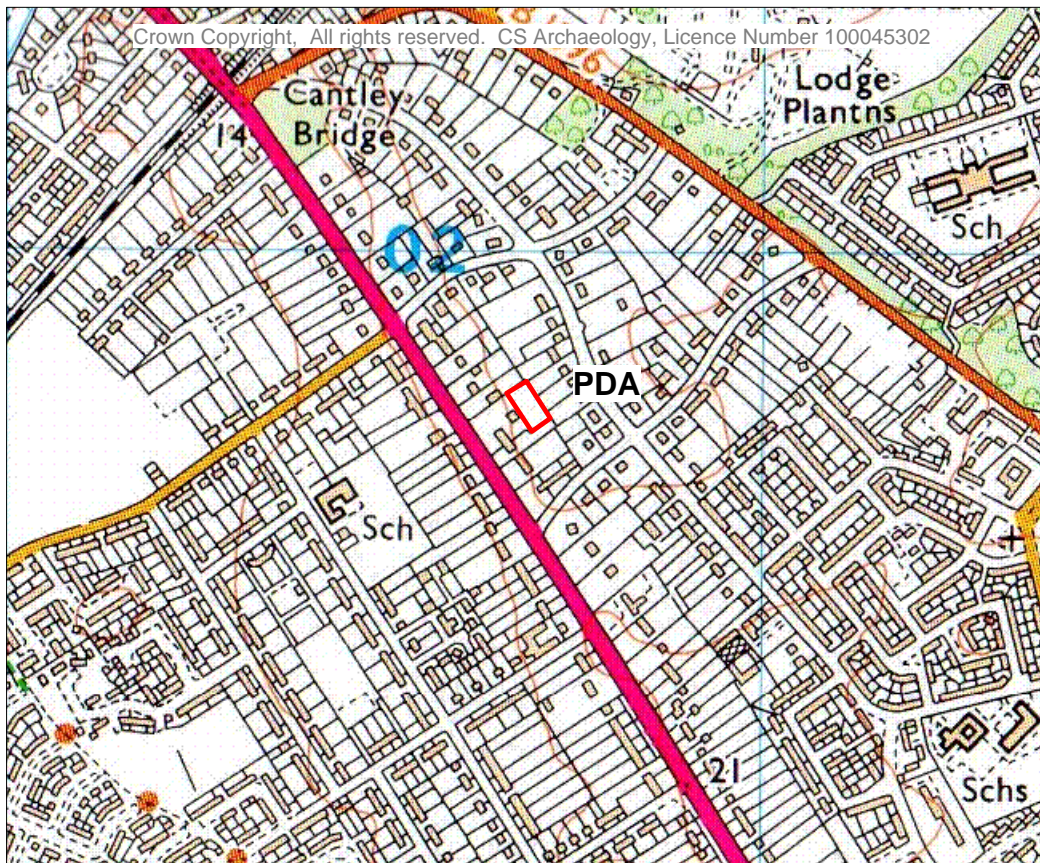 Crown Copyright, All rights reserved. CS Archaeology, Licence Number 100045302
Lodge
Plantns
Cantley
Bridge
14
Sch
02
PDA
Sch
21
Schs